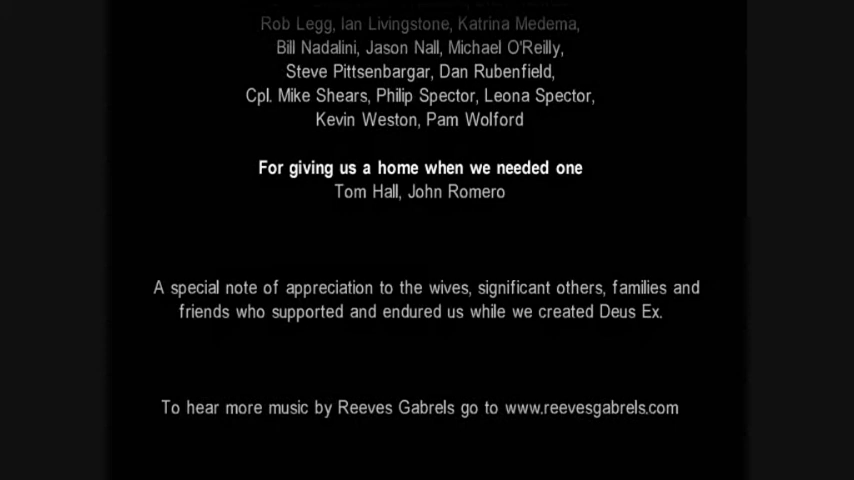 Rob Legg, Ian Livingstone, Katrina Medema,
Bill Nadalini, Jason Nall, Michael O'Reilly,
Steve Pittsenbargar, Dan Rubenfield,
Cpl. Mike Shears, Philip Spector, Leona Spector,
Kevin Weston, Pam Wolford
For giving us a home when we needed one
Tom Hall, John Romero
A special note of appreciation to the wives, significant others, families and
friends who supported and endured us while we created Deus Ex.
To hear more music by Reeves Gabrels go to www.reevesgabrels.com